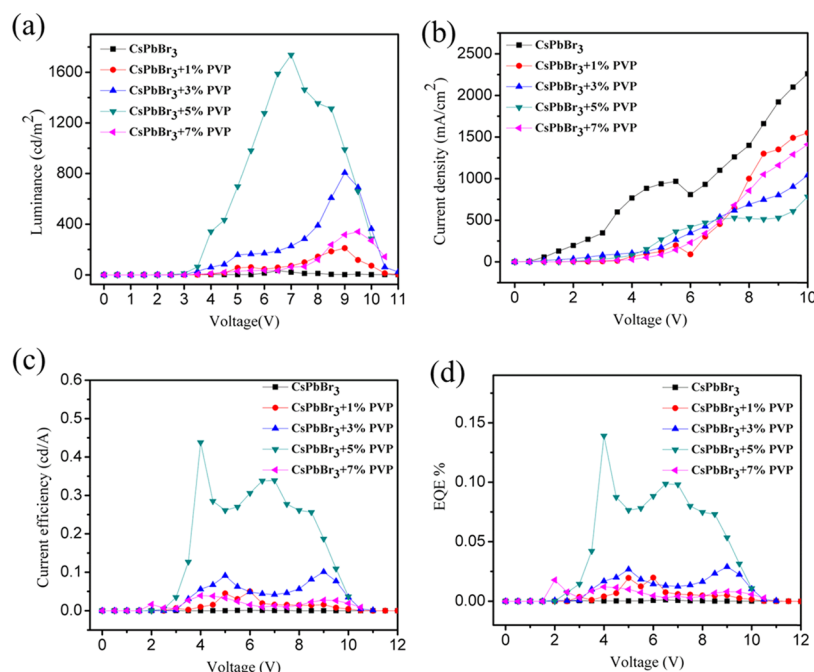 (a)
CsPbBr3
CsPbBr3+1% PVP
CsPbBr3+3% PVP
CsPbBr3+5% PVP
CsPbBr3+7% PVP
1600
1200
800
400
0
Luminance (cd/m2)
0 1 2 3 4 5 6 7 8 9 10 11
Voltage(V)
(b)
CsPbBr3
CsPbBr3+1% PVP
CsPbBr3+3% PVP
CsPbBr3+5% PVP
CsPbBr3+7% PVP
2500
2000
1500
1000
500
0
Current density (mA/cm2)
0 2 4 6 8 10
Voltage (V)
(c)
CsPbBr3
CsPbBr3+1% PVP
CsPbBr3+3% PVP
CsPbBr3+5% PVP
CsPbBr3+7% PVP
0.6
0.5
0.4
0.3
0.2
0.1
0.0
Current efficiency (cd/A)
0 2 4 6 8 10 12
Voltage (V)
(d)
CsPbBr3
CsPbBr3+1% PVP
CsPbBr3+3% PVP
CsPbBr3+5% PVP
CsPbBr3+7% PVP
0.15
0.10
0.05
0.00
EQE %
0 2 4 6 8 10 12
Voltage (V)